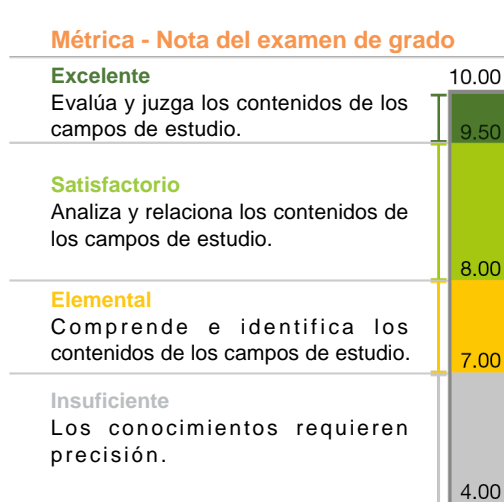 Métrica - Nota del examen de grado
Excelente
10.00
Evalúa y juzga los contenidos de los
campos de estudio.
9.50
Satisfactorio
Analiza y relaciona los contenidos de
los campos de estudio.
8.00
Elemental
Comprende e identifica los
contenidos de los campos de estudio.
7.00
Insuficiente
Los conocimientos requieren
precisión.
4.00